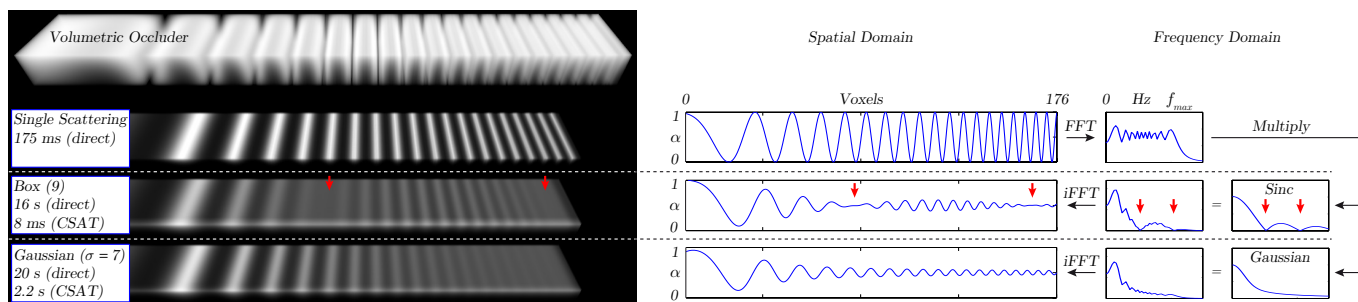 Volumetric Occluder
Spatial Domain
Frequency Domain
0 Voxels 176
0 Hz f_max
Single Scattering
175 ms (direct)
1
α
0
FFT
Multiply
Box (9)
16 s (direct)
8 ms (CSAT)
1
α
0
iFFT
=
Sinc
Gaussian (σ = 7)
20 s (direct)
2.2 s (CSAT)
1
α
0
iFFT
=
Gaussian